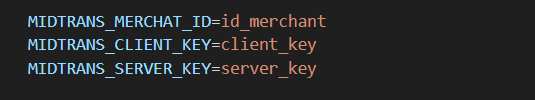 MIDTRANS_MERCHAT_ID=id_merchant
MIDTRANS_CLIENT_KEY=client_key
MIDTRANS_SERVER_KEY=server_key